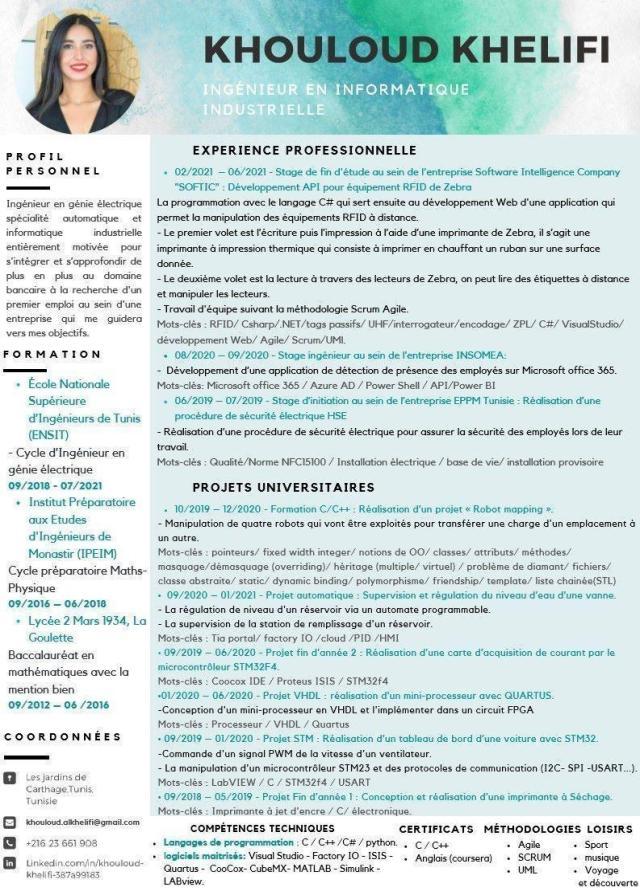 KHOULOUD KHELIFI
INGÉNIEUR EN INFORMATIQUE
INDUSTRIELLE
PROFIL
PERSONNEL
Ingénieur en génie électrique
spécialité automatique et
informatique industrielle
entièrement motivée pour
s'intégrer et s'approfondir de
plus en plus au domaine
bancaire à la recherche d'un
premier emploi au sein d'une
entreprise qui me guidera
vers mes objectifs.
FORMATION
• École Nationale
Supérieure
d'Ingénieurs de Tunis
(ENSIT)
- Cycle d'Ingénieur en
génie électrique
09/2018 - 07/2021
• Institut Préparatoire
aux Etudes
d'Ingénieurs de
Monastir (IPEIM)
Cycle préparatoire Maths-
Physique
09/2016 – 06/2018
• Lycée 2 Mars 1934, La
Goulette
Baccalauréat en
mathématiques avec la
mention bien
09/2012 – 06 /2016
COORDONNÉES
Les jardins de
Carthage,Tunis,
Tunisie
khouloud.alkhelifi@gmail.com
+216 23 661 908
Linkedin.com/in/khouloud-
khelifi-387a99183
EXPERIENCE PROFESSIONNELLE
• 02/2021 – 06/2021 - Stage de fin d'étude au sein de l'entreprise Software Intelligence Company
"SOFTIC" : Développement API pour équipement RFID de Zebra
La programmation avec le langage C# qui sert ensuite au développement Web d'une application qui
permet la manipulation des équipements RFID à distance.
- Le premier volet est l'écriture puis l'impression à l'aide d'une imprimante de Zebra, il s'agit une
imprimante à impression thermique qui consiste à imprimer en chauffant un ruban sur une surface
donnée.
- Le deuxième volet est la lecture à travers des lecteurs de Zebra, on peut lire des étiquettes à distance
et manipuler les lecteurs.
- Travail d'équipe suivant la méthodologie Scrum Agile.
Mots-clés : RFID/ Csharp/.NET/tags passifs/ UHF/interrogateur/encodage/ ZPL/ C#/ VisualStudio/
développement Web/ Agile/ Scrum/UMl.
• 08/2020 – 09/2020 - Stage ingénieur au sein de l'entreprise INSOMEA:
- Développement d'une application de détection de présence des employés sur Microsoft office 365.
Mots-clés: Microsoft office 365 / Azure AD / Power Shell / API/Power BI
• 06/2019 – 07/2019 - Stage d'initiation au sein de l'entreprise EPPM Tunisie : Réalisation d'une
procédure de sécurité électrique HSE
- Réalisation d'une procédure de sécurité électrique pour assurer la sécurité des employés lors de leur
travail.
Mots-clés : Qualité/Norme NFC15100 / Installation électrique / base de vie/ installation provisoire
PROJETS UNIVERSITAIRES
• 10/2019 – 12/2020 - Formation C/C++ : Réalisation d'un projet « Robot mapping ».
- Manipulation de quatre robots qui vont être exploités pour transférer une charge d'un emplacement à
un autre.
Mots-clés : pointeurs/ fixed width integer/ notions de OO/ classes/ attributs/ méthodes/
masquage/démasquage (overriding)/ héritage (multiple/ virtuel) / problème de diamant/ fichiers/
classe abstraite/ static/ dynamic binding/ polymorphisme/ friendship/ template/ liste chainée(STL)
• 09/2020 – 01/2021 - Projet automatique : Supervision et régulation du niveau d'eau d'une vanne.
- La régulation de niveau d'un réservoir via un automate programmable.
- La supervision de la station de remplissage d'un réservoir.
Mots-clés : Tia portal/ factory IO /cloud /PID /HMI
• 09/2019 – 06/2020 - Projet fin d'année 2 : Réalisation d'une carte d'acquisition de courant par le
microcontrôleur STM32F4.
Mots-clés : Coocox IDE / Proteus ISIS / STM32f4
•01/2020 – 06/2020 - Projet VHDL : réalisation d'un mini-processeur avec QUARTUS.
-Conception d'un mini-processeur en VHDL et l'implémenter dans un circuit FPGA
Mots-clés : Processeur / VHDL / Quartus
• 09/2019 – 01/2020 - Projet STM : Réalisation d'un tableau de bord d'une voiture avec STM32.
-Commande d'un signal PWM de la vitesse d'un ventilateur.
- La manipulation d'un microcontrôleur STM23 et des protocoles de communication (I2C- SPI -USART...).
Mots-clés : LabVIEW / C / STM32f4 / USART
• 09/2018 – 05/2019 - Projet Fin d'année 1 : Conception et réalisation d'une imprimante à Séchage.
Mots-clés : Imprimante à jet d'encre / C/ électronique.
COMPÉTENCES TECHNIQUES
• Langages de programmation : C / C++ /C# / python.
• logiciels maitrisés: Visual Studio - Factory IO - ISIS -
Quartus - CooCox- CubeMX- MATLAB - Simulink -
LABview.
CERTIFICATS
• C / C++
• Anglais (coursera)
MÉTHODOLOGIES
• Agile
• SCRUM
• UML
LOISIRS
• Sport
• musique
• Voyage
et découverte